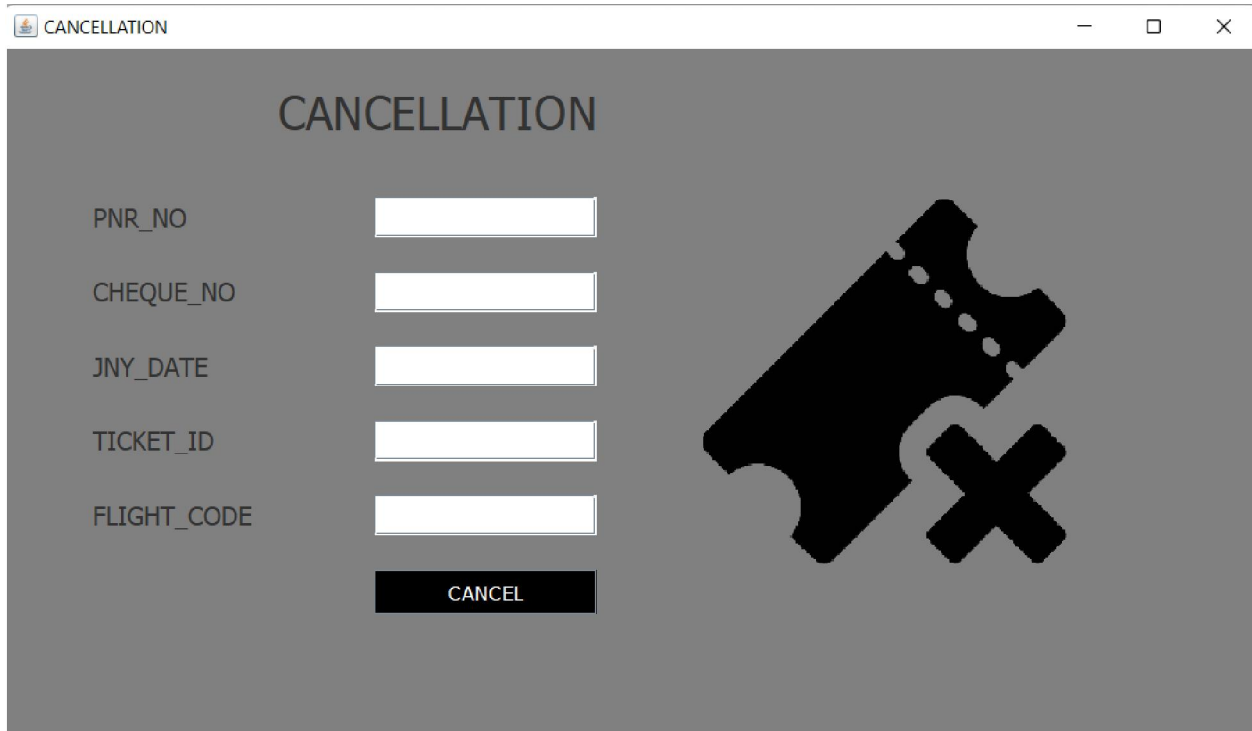 CANCELLATION
CANCELLATION
PNR_NO
CHEQUE_NO
JNY_DATE
TICKET_ID
FLIGHT_CODE
CANCEL